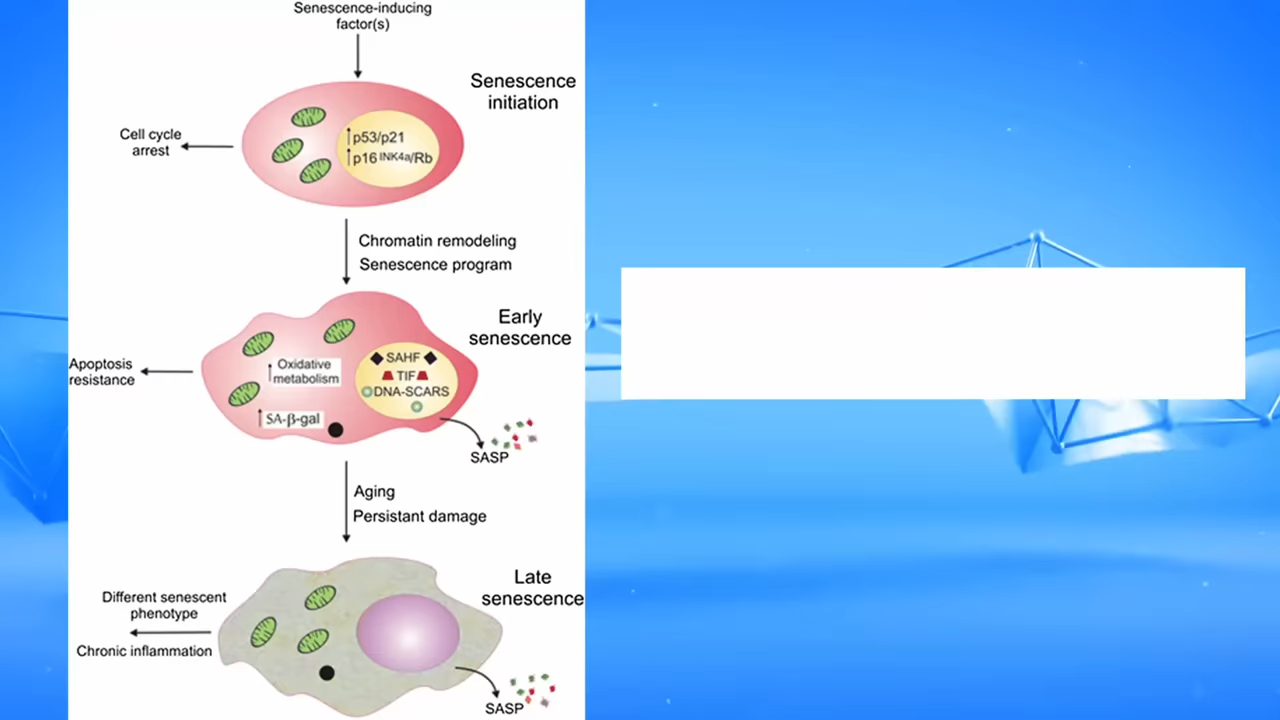 Senescence-inducing
factor(s)
Senescence
initiation
Cell cycle
arrest
p53/p21
p16 INK4a/Rb
Chromatin remodeling
Senescence program
Early
senescence
Apoptosis
resistance
Oxidative
metabolism
SA-β-gal
SAHF
TIF
DNA-SCARS
SASP
Aging
Persistant damage
Late
senescence
Different senescent
phenotype
Chronic inflammation
SASP